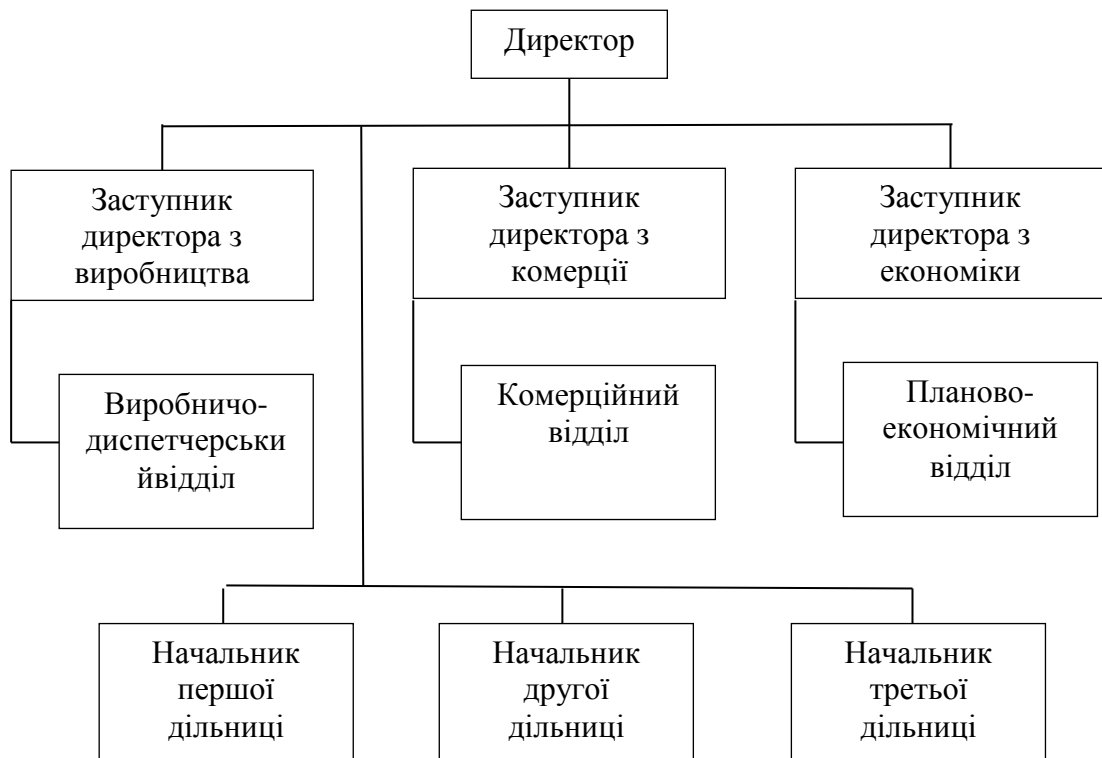 Директор
Заступник
директора з
виробництва
Заступник
директора з
комерції
Заступник
директора з
економіки
Виробничо-
диспетчерськи
йвідділ
Комерційний
відділ
Планово-
економічний
відділ
Начальник
першої
дільниці
Начальник
другої
дільниці
Начальник
третьої
дільниці